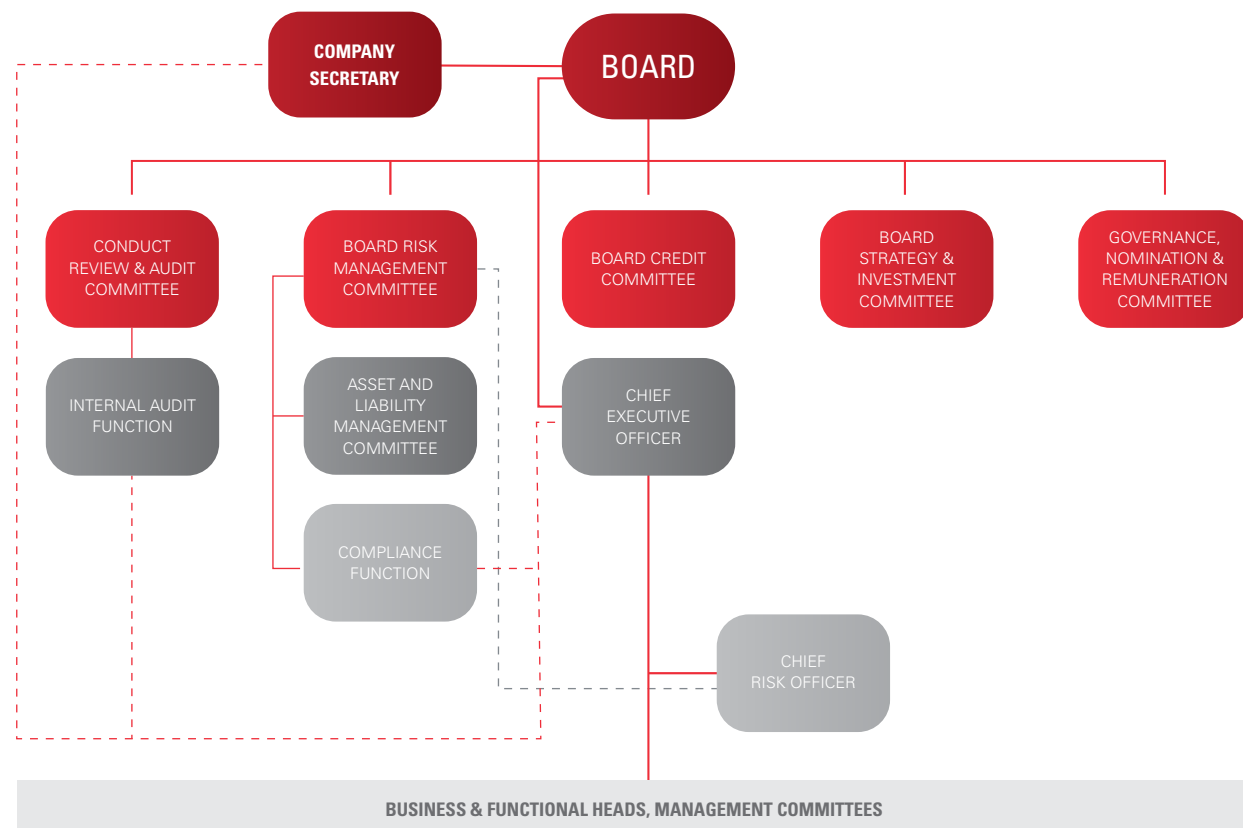 COMPANY
SECRETARY
BOARD
CONDUCT
REVIEW & AUDIT
COMMITTEE
BOARD RISK
MANAGEMENT
COMMITTEE
BOARD CREDIT
COMMITTEE
BOARD
STRATEGY &
INVESTMENT
COMMITTEE
GOVERNANCE,
NOMINATION &
REMUNERATION
COMMITTEE
INTERNAL AUDIT
FUNCTION
ASSET AND
LIABILITY
MANAGEMENT
COMMITTEE
CHIEF
EXECUTIVE
OFFICER
COMPLIANCE
FUNCTION
CHIEF
RISK OFFICER
BUSINESS & FUNCTIONAL HEADS, MANAGEMENT COMMITTEES